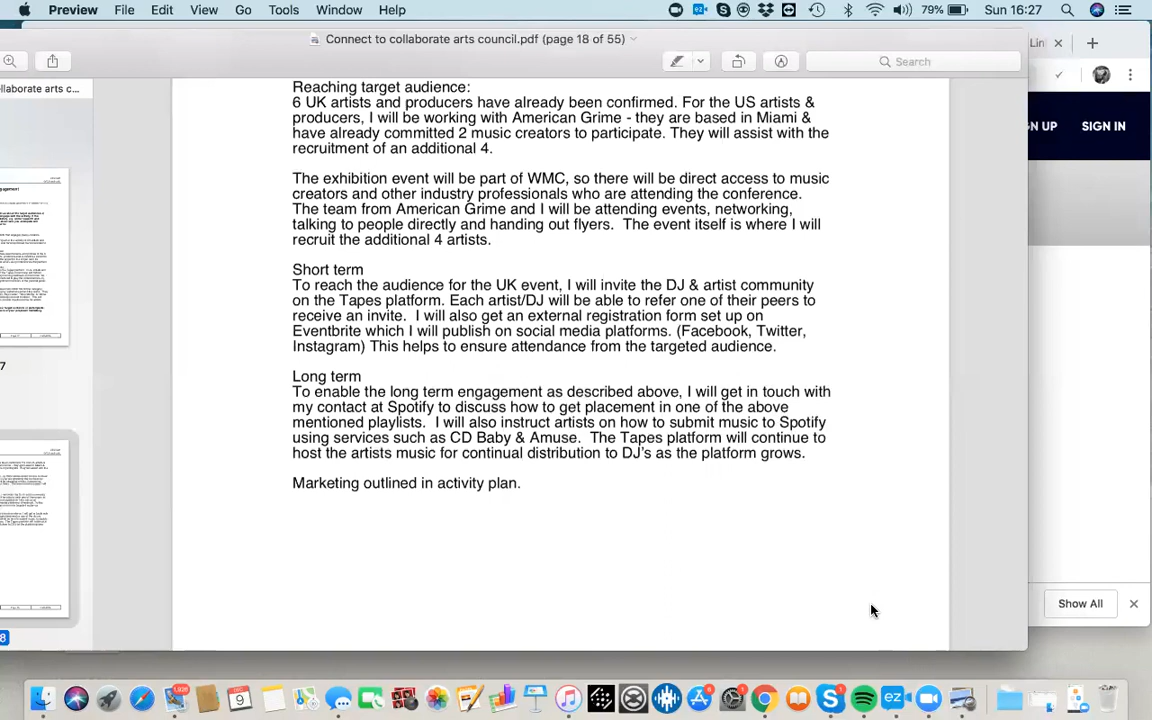 Preview File Edit View Go Tools Window Help 79% Sun 16:27
Connect to collaborate arts council.pdf (page 18 of 55)
Lin
Search
llaborate arts c...
GN UP SIGN IN
Reaching target audience:
6 UK artists and producers have already been confirmed. For the US artists &
producers, I will be working with American Grime - they are based in Miami &
have already committed 2 music creators to participate. They will assist with the
recruitment of an additional 4.
The exhibition event will be part of WMC, so there will be direct access to music
creators and other industry professionals who are attending the conference.
The team from American Grime and I will be attending events, networking,
talking to people directly and handing out flyers. The event itself is where I will
recruit the additional 4 artists.
Short term
To reach the audience for the UK event, I will invite the DJ & artist community
on the Tapes platform. Each artist/DJ will be able to refer one of their peers to
receive an invite. I will also get an external registration form set up on
Eventbrite which I will publish on social media platforms. (Facebook, Twitter,
Instagram) This helps to ensure attendance from the targeted audience.
7
Long term
To enable the long term engagement as described above, I will get in touch with
my contact at Spotify to discuss how to get placement in one of the above
mentioned playlists. I will also instruct artists on how to submit music to Spotify
using services such as CD Baby & Amuse. The Tapes platform will continue to
host the artists music for continual distribution to DJ's as the platform grows.
Marketing outlined in activity plan.
Show All
8
9
ez